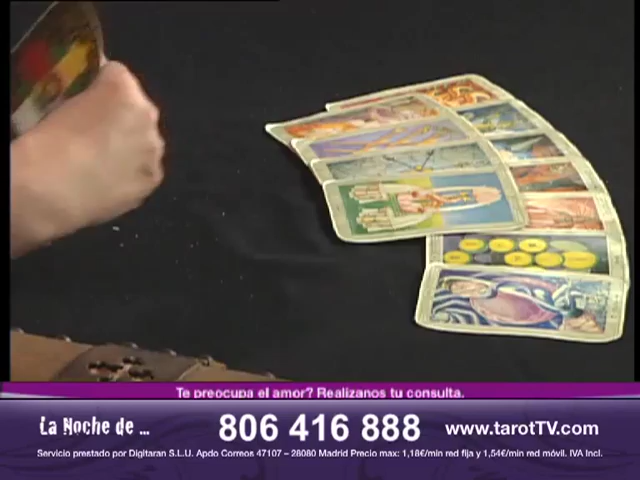 Te preocupa el amor? Realízanos tu consulta.
La Noche de ...
806 416 888
www.tarotTV.com
Servicio prestado por Digitaran S.L.U. Apdo Correos 47107 – 28080 Madrid Precio max: 1,18€/min red fija y 1,54€/min red móvil. IVA Incl.